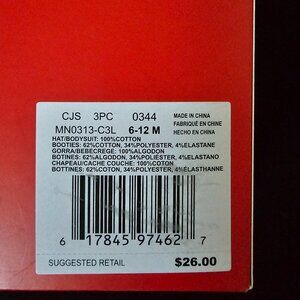 CJS 3PC 0344
MN0313-C3L 6-12 M
MADE IN CHINA
FABRIQUÉ EN CHINE
HECHO EN CHINA
HAT/BODYSUIT: 100%COTTON
BOOTIES: 62%COTTON, 34%POLYESTER, 4%ELASTANE
GORRA/BEBECREGE: 100%ALGODON
BOTINES: 62%ALGODON, 34%POLIÉSTER, 4%ELASTANO
CHAPEAU/CACHE COUCHE: 100%COTON
BOTTINES: 62%COTON, 34%POLYESTER, 4%ELASTHANNE
6 17845 97462 7
SUGGESTED RETAIL $26.00